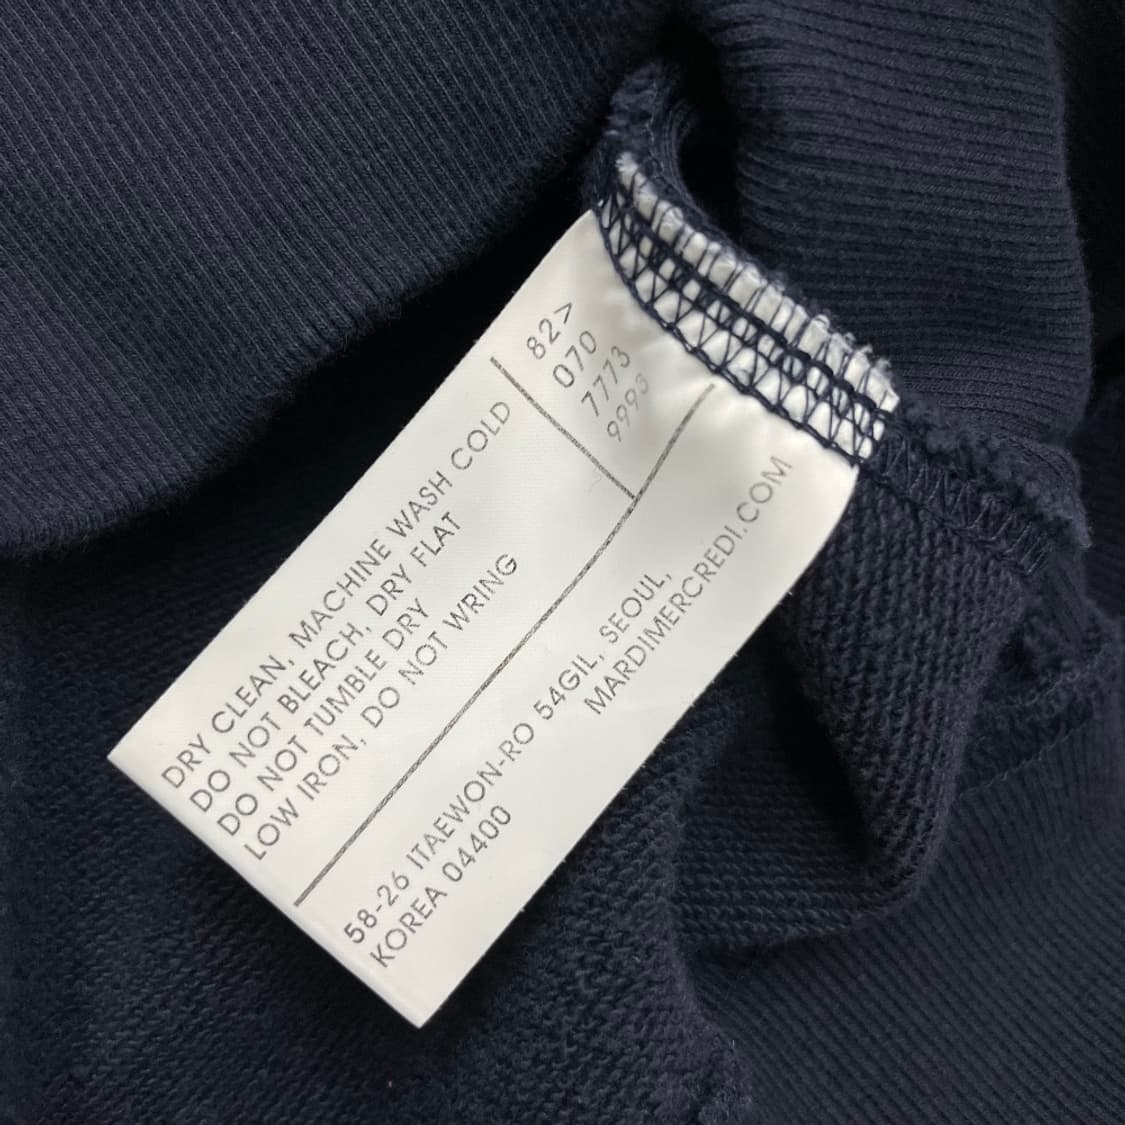 82>
070
7773
9993
DRY CLEAN, MACHINE WASH COLD
DO NOT BLEACH, DRY FLAT
DO NOT TUMBLE DRY
LOW IRON, DO NOT WRING
58-26 ITAEWON-RO 54GIL, SEOUL,
KOREA 04400
MARDIMERCREDI.COM